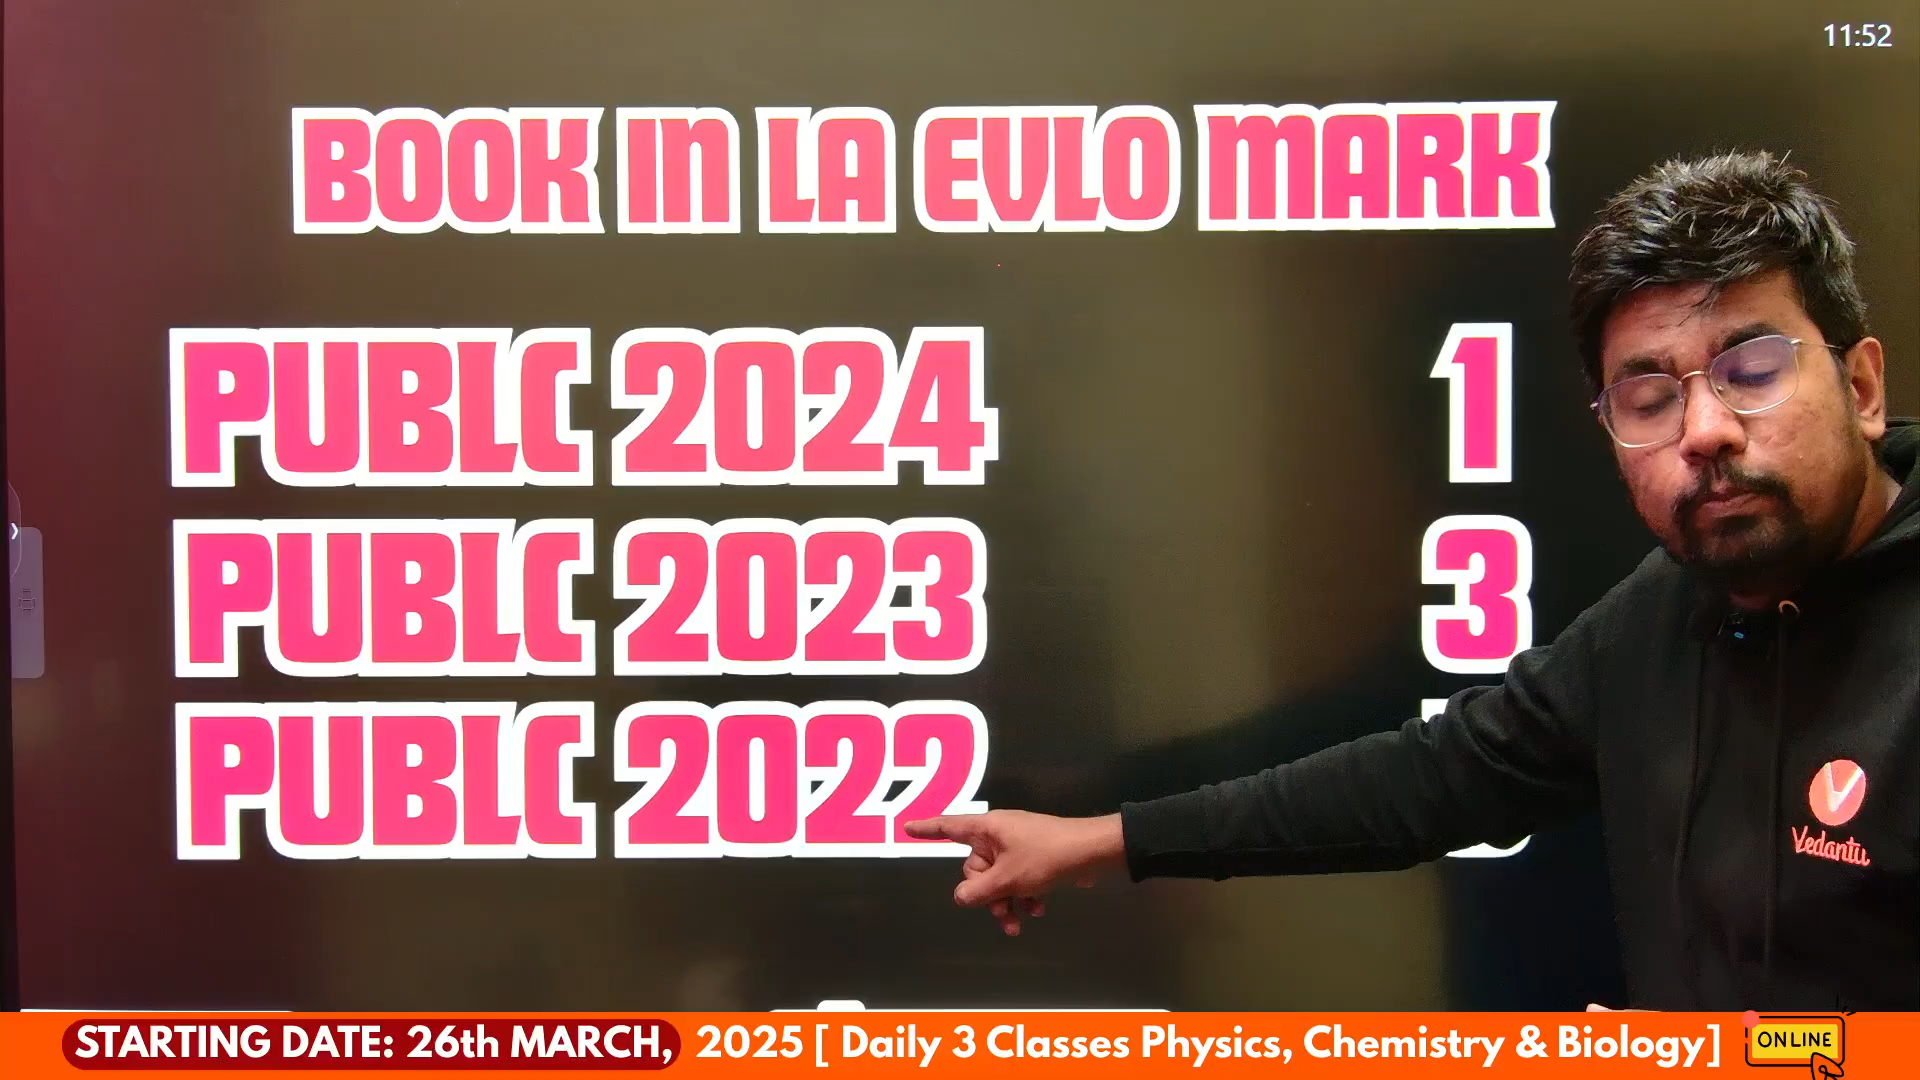 11:52
BOOK IN LA EVLO MARK
PUBLC 2024 1
PUBLC 2023 3
PUBLC 2022
Vedantu
STARTING DATE: 26th MARCH, 2025 [ Daily 3 Classes Physics, Chemistry & Biology]
ONLINE